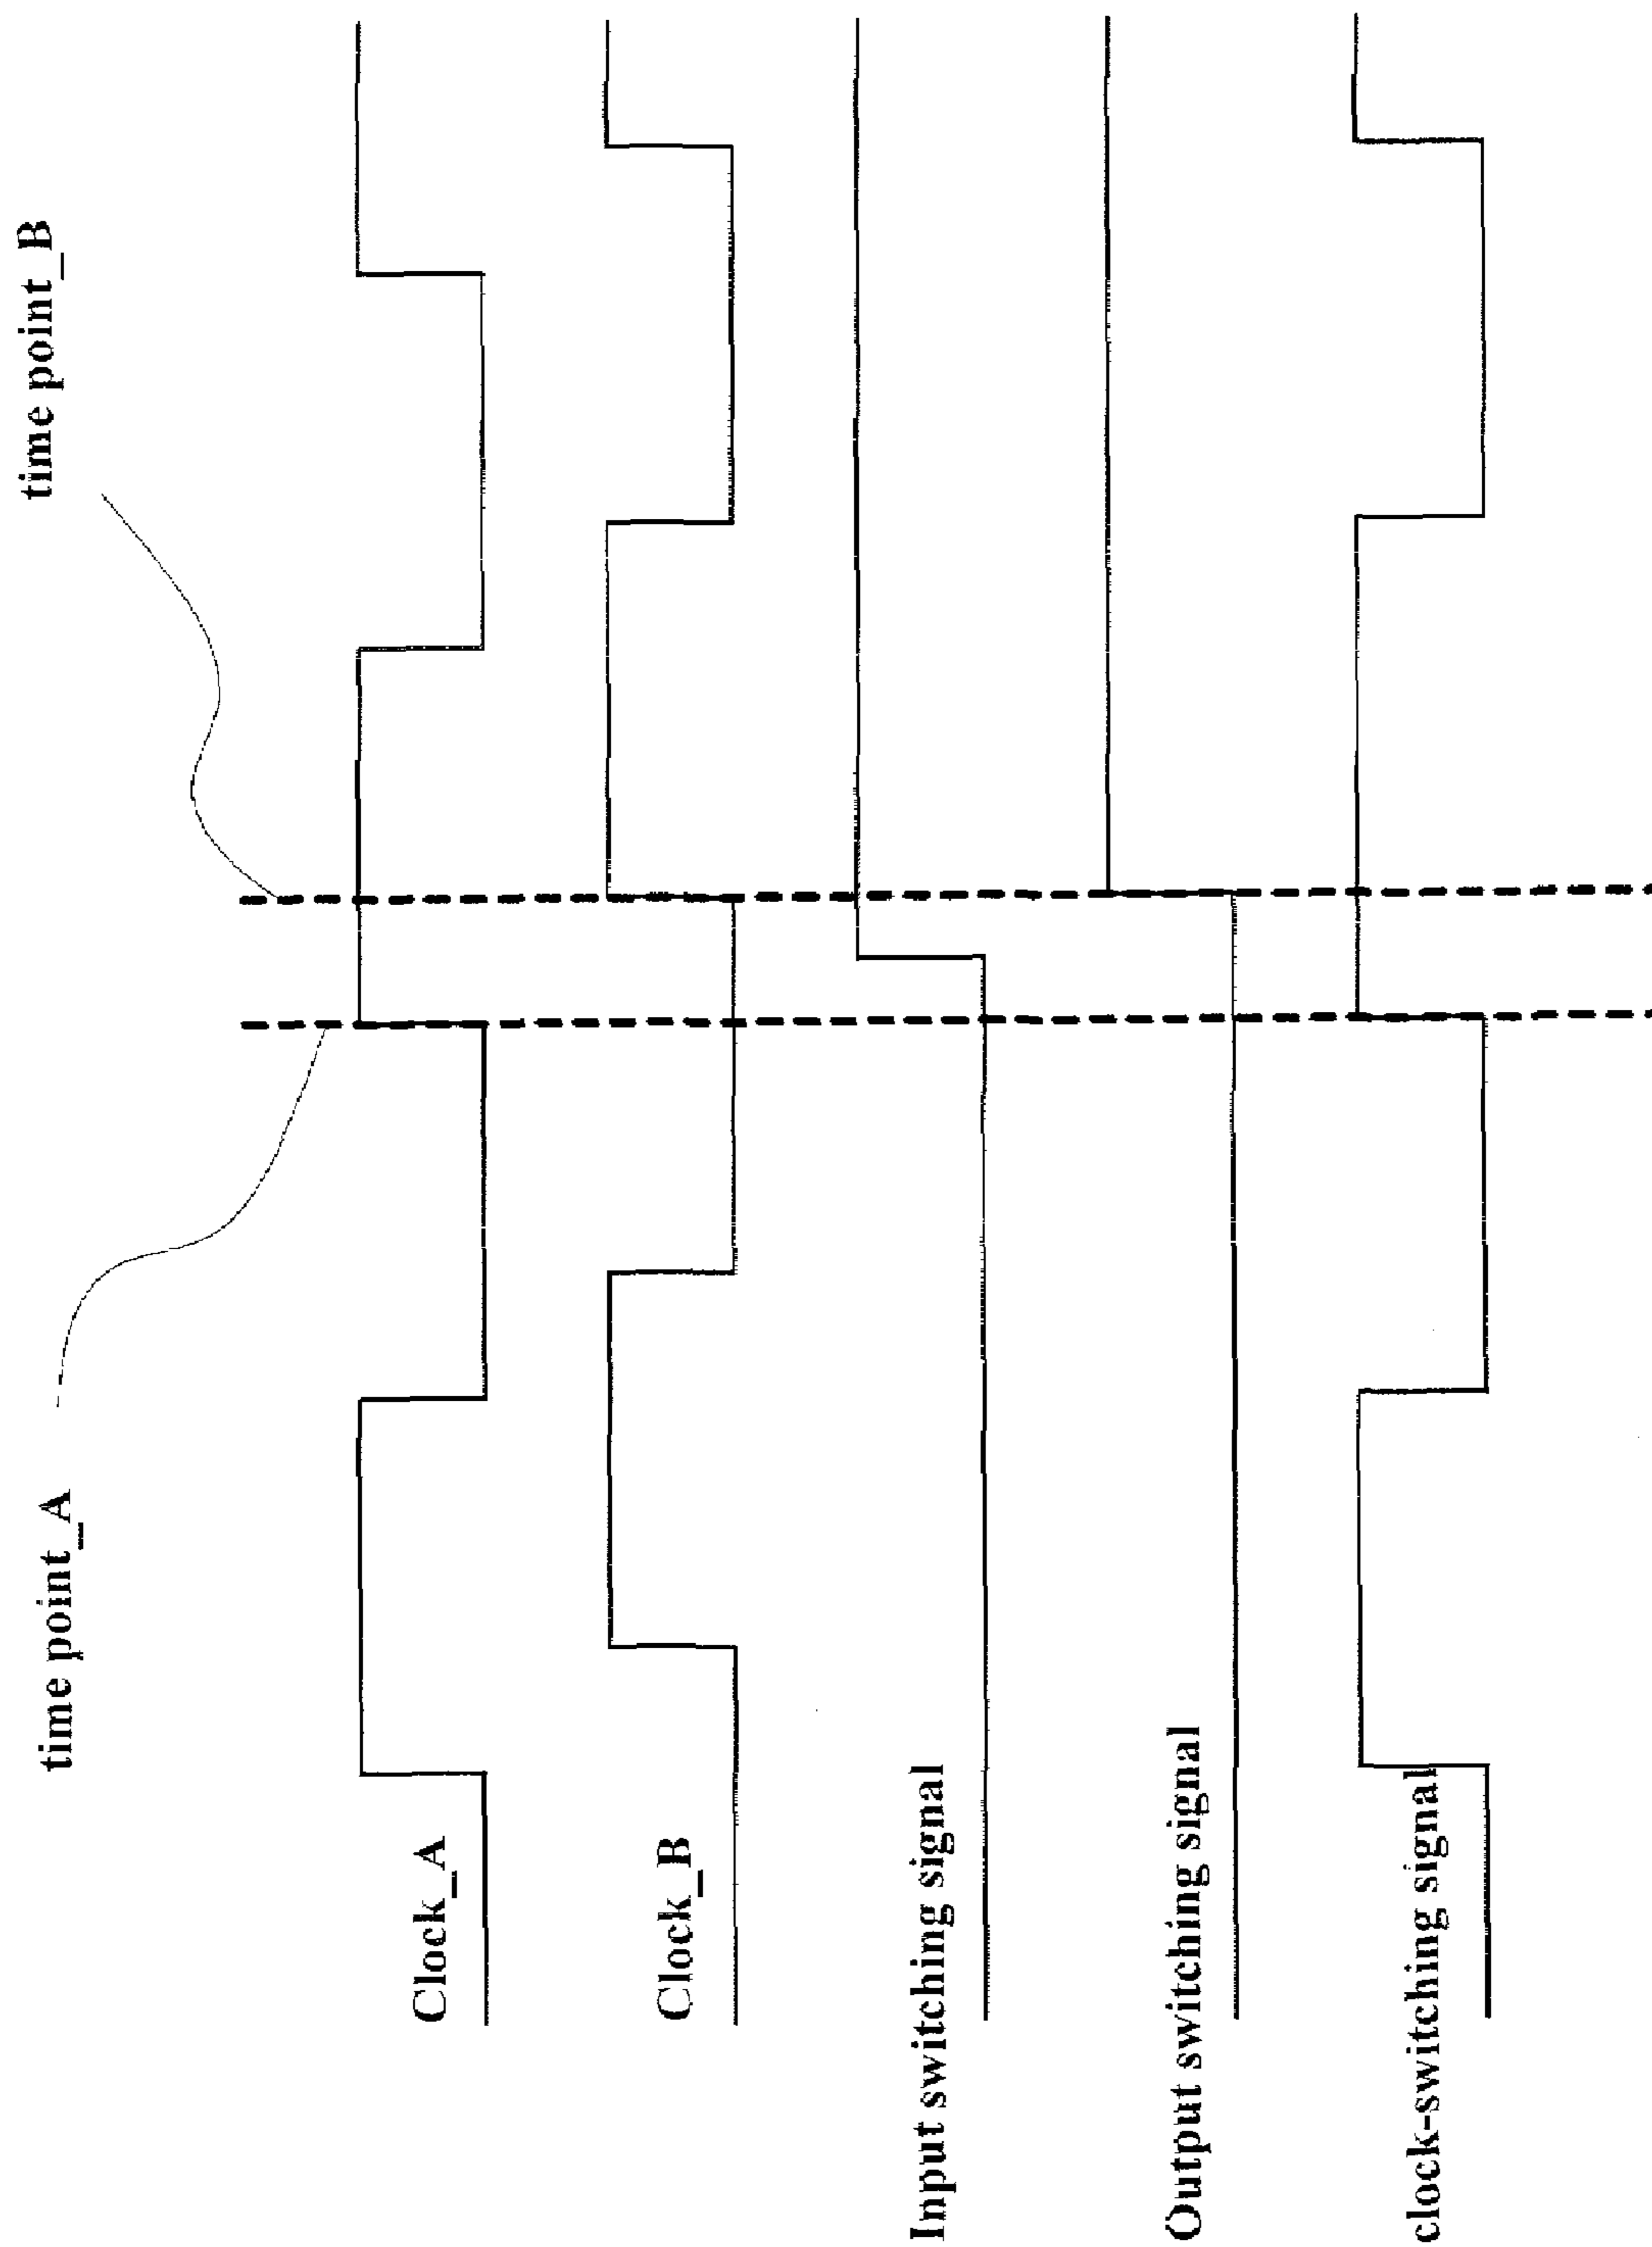 time point_A
time point_B
Clock_A
Clock_B
Input switching signal
Output switching signal
clock-switching signal